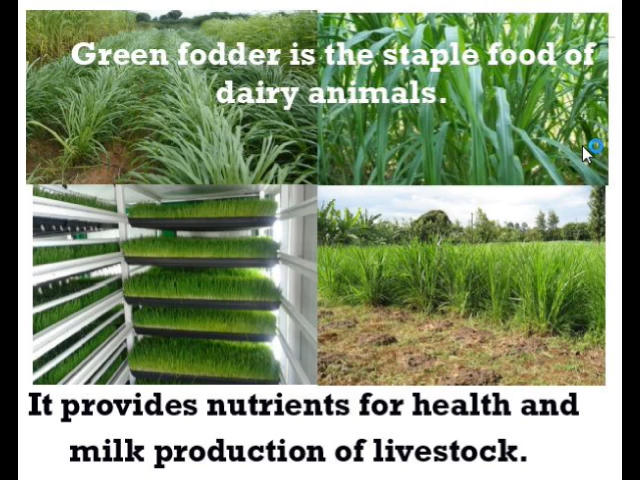 Green fodder is the staple food of
dairy animals.
It provides nutrients for health and
milk production of livestock.